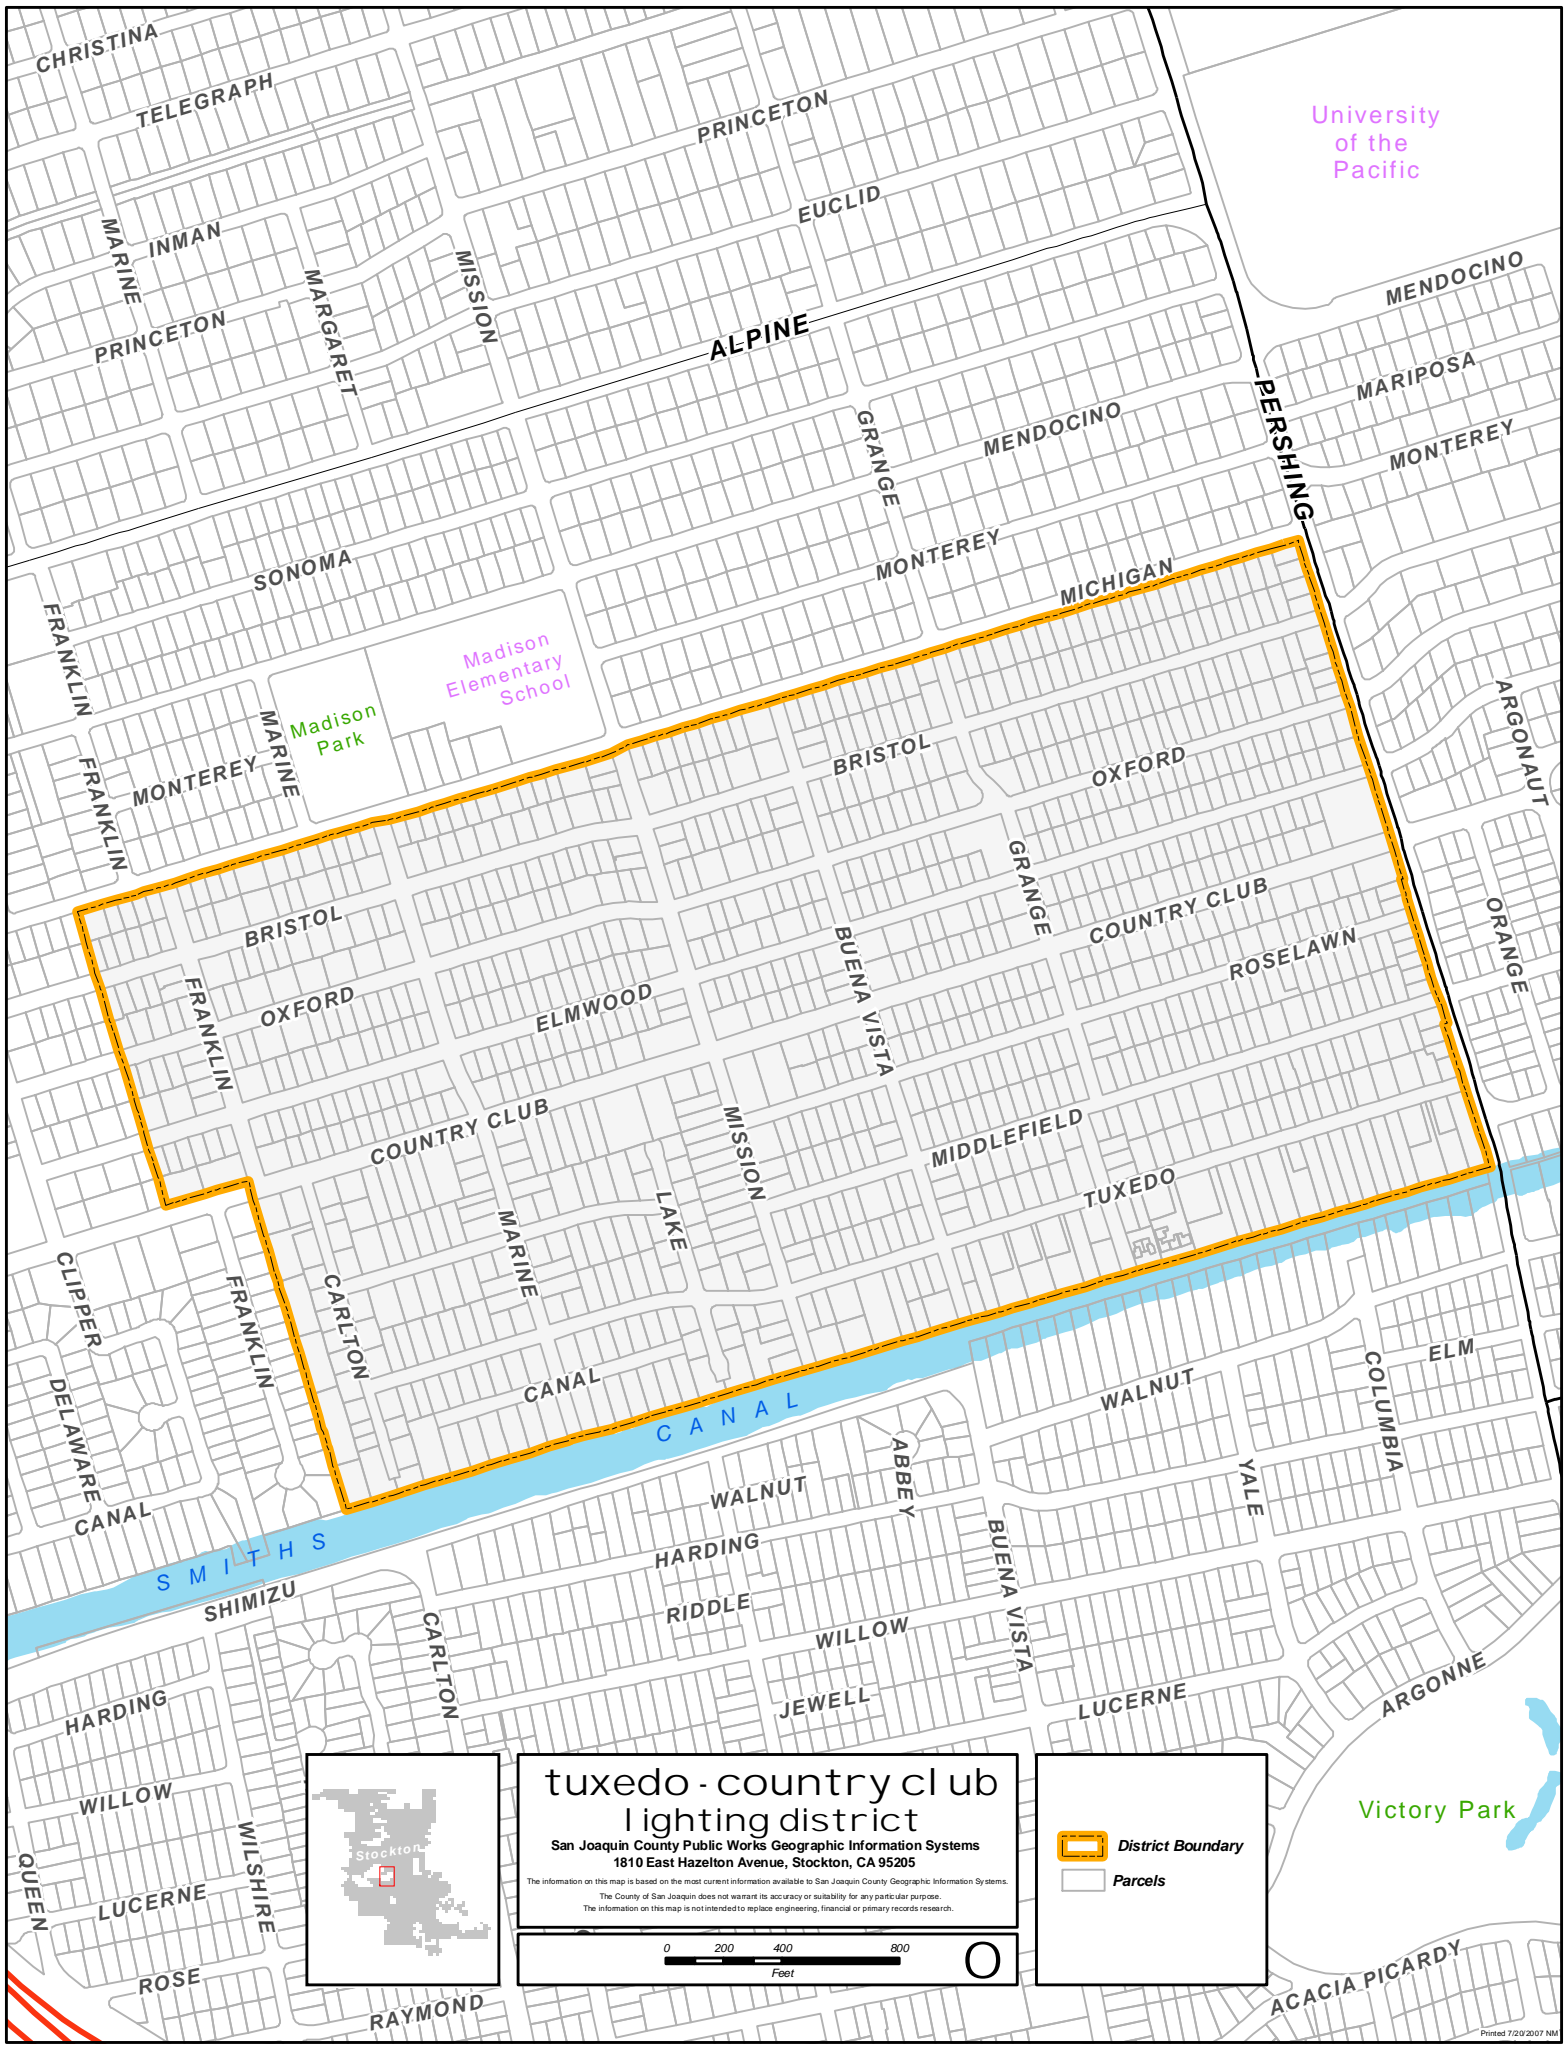 CHRISTINA
TELEGRAPH
PRINCETON
University
of the
Pacific
EUCLID
MARINE
INMAN
MISSION
MARGARET
PRINCETON
MENDOCINO
ALPINE
MARIPOSA
PERSHING
GRANGE
MENDOCINO
MONTEREY
SONOMA
MONTEREY
MICHIGAN
FRANKLIN
Madison
Elementary
School
Madison
Park
MARINE
ARGONAUT
MONTEREY
FRANKLIN
BRISTOL
OXFORD
GRANGE
COUNTRY CLUB
ORANGE
BRISTOL
BUENA VISTA
ROSELAWN
FRANKLIN
OXFORD
ELMWOOD
COUNTRY CLUB
MISSION
MIDDLEFIELD
TUXEDO
LAKE
MARINE
CLIPPER
FRANKLIN
CARLTON
DELAWARE
CANAL
ELM
COLUMBIA
WALNUT
CANAL
ABBEY
YALE
CANAL
WALNUT
BUENA VISTA
SMITHS
HARDING
SHIMIZU
RIDDLE
CARLTON
WILLOW
HARDING
JEWELL
LUCERNE
ARGONNE
WILLOW
WILSHIRE
QUEEN
LUCERNE
Victory Park
ROSE
RAYMOND
ACACIA PICARDY
Stockton
tuxedo - country club
lighting district
San Joaquin County Public Works Geographic Information Systems
1810 East Hazelton Avenue, Stockton, CA 95205
The information on this map is based on the most current information available to San Joaquin County Geographic Information Systems.
The County of San Joaquin does not warrant its accuracy or suitability for any particular purpose.
The information on this map is not intended to replace engineering, financial or primary records research.
0 200 400 800
Feet
O
District Boundary
Parcels
Printed 7/20/2007 NM